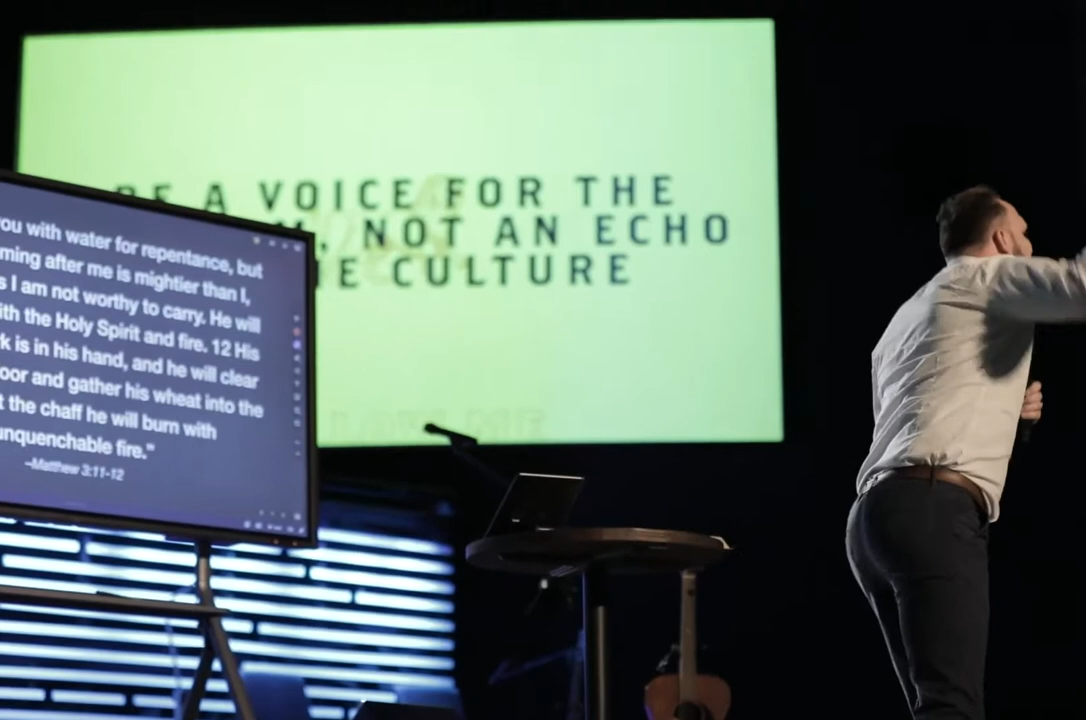 A VOICE FOR THE
NOT AN ECHO
CULTURE
you with water for repentance, but
after me is mightier than I,
I am not worthy to carry. He will
the Holy Spirit and fire. 12 His
is in his hand, and he will clear
and gather his wheat into the
the chaff he will burn with
unquenchable fire."
–Matthew 3:11-12